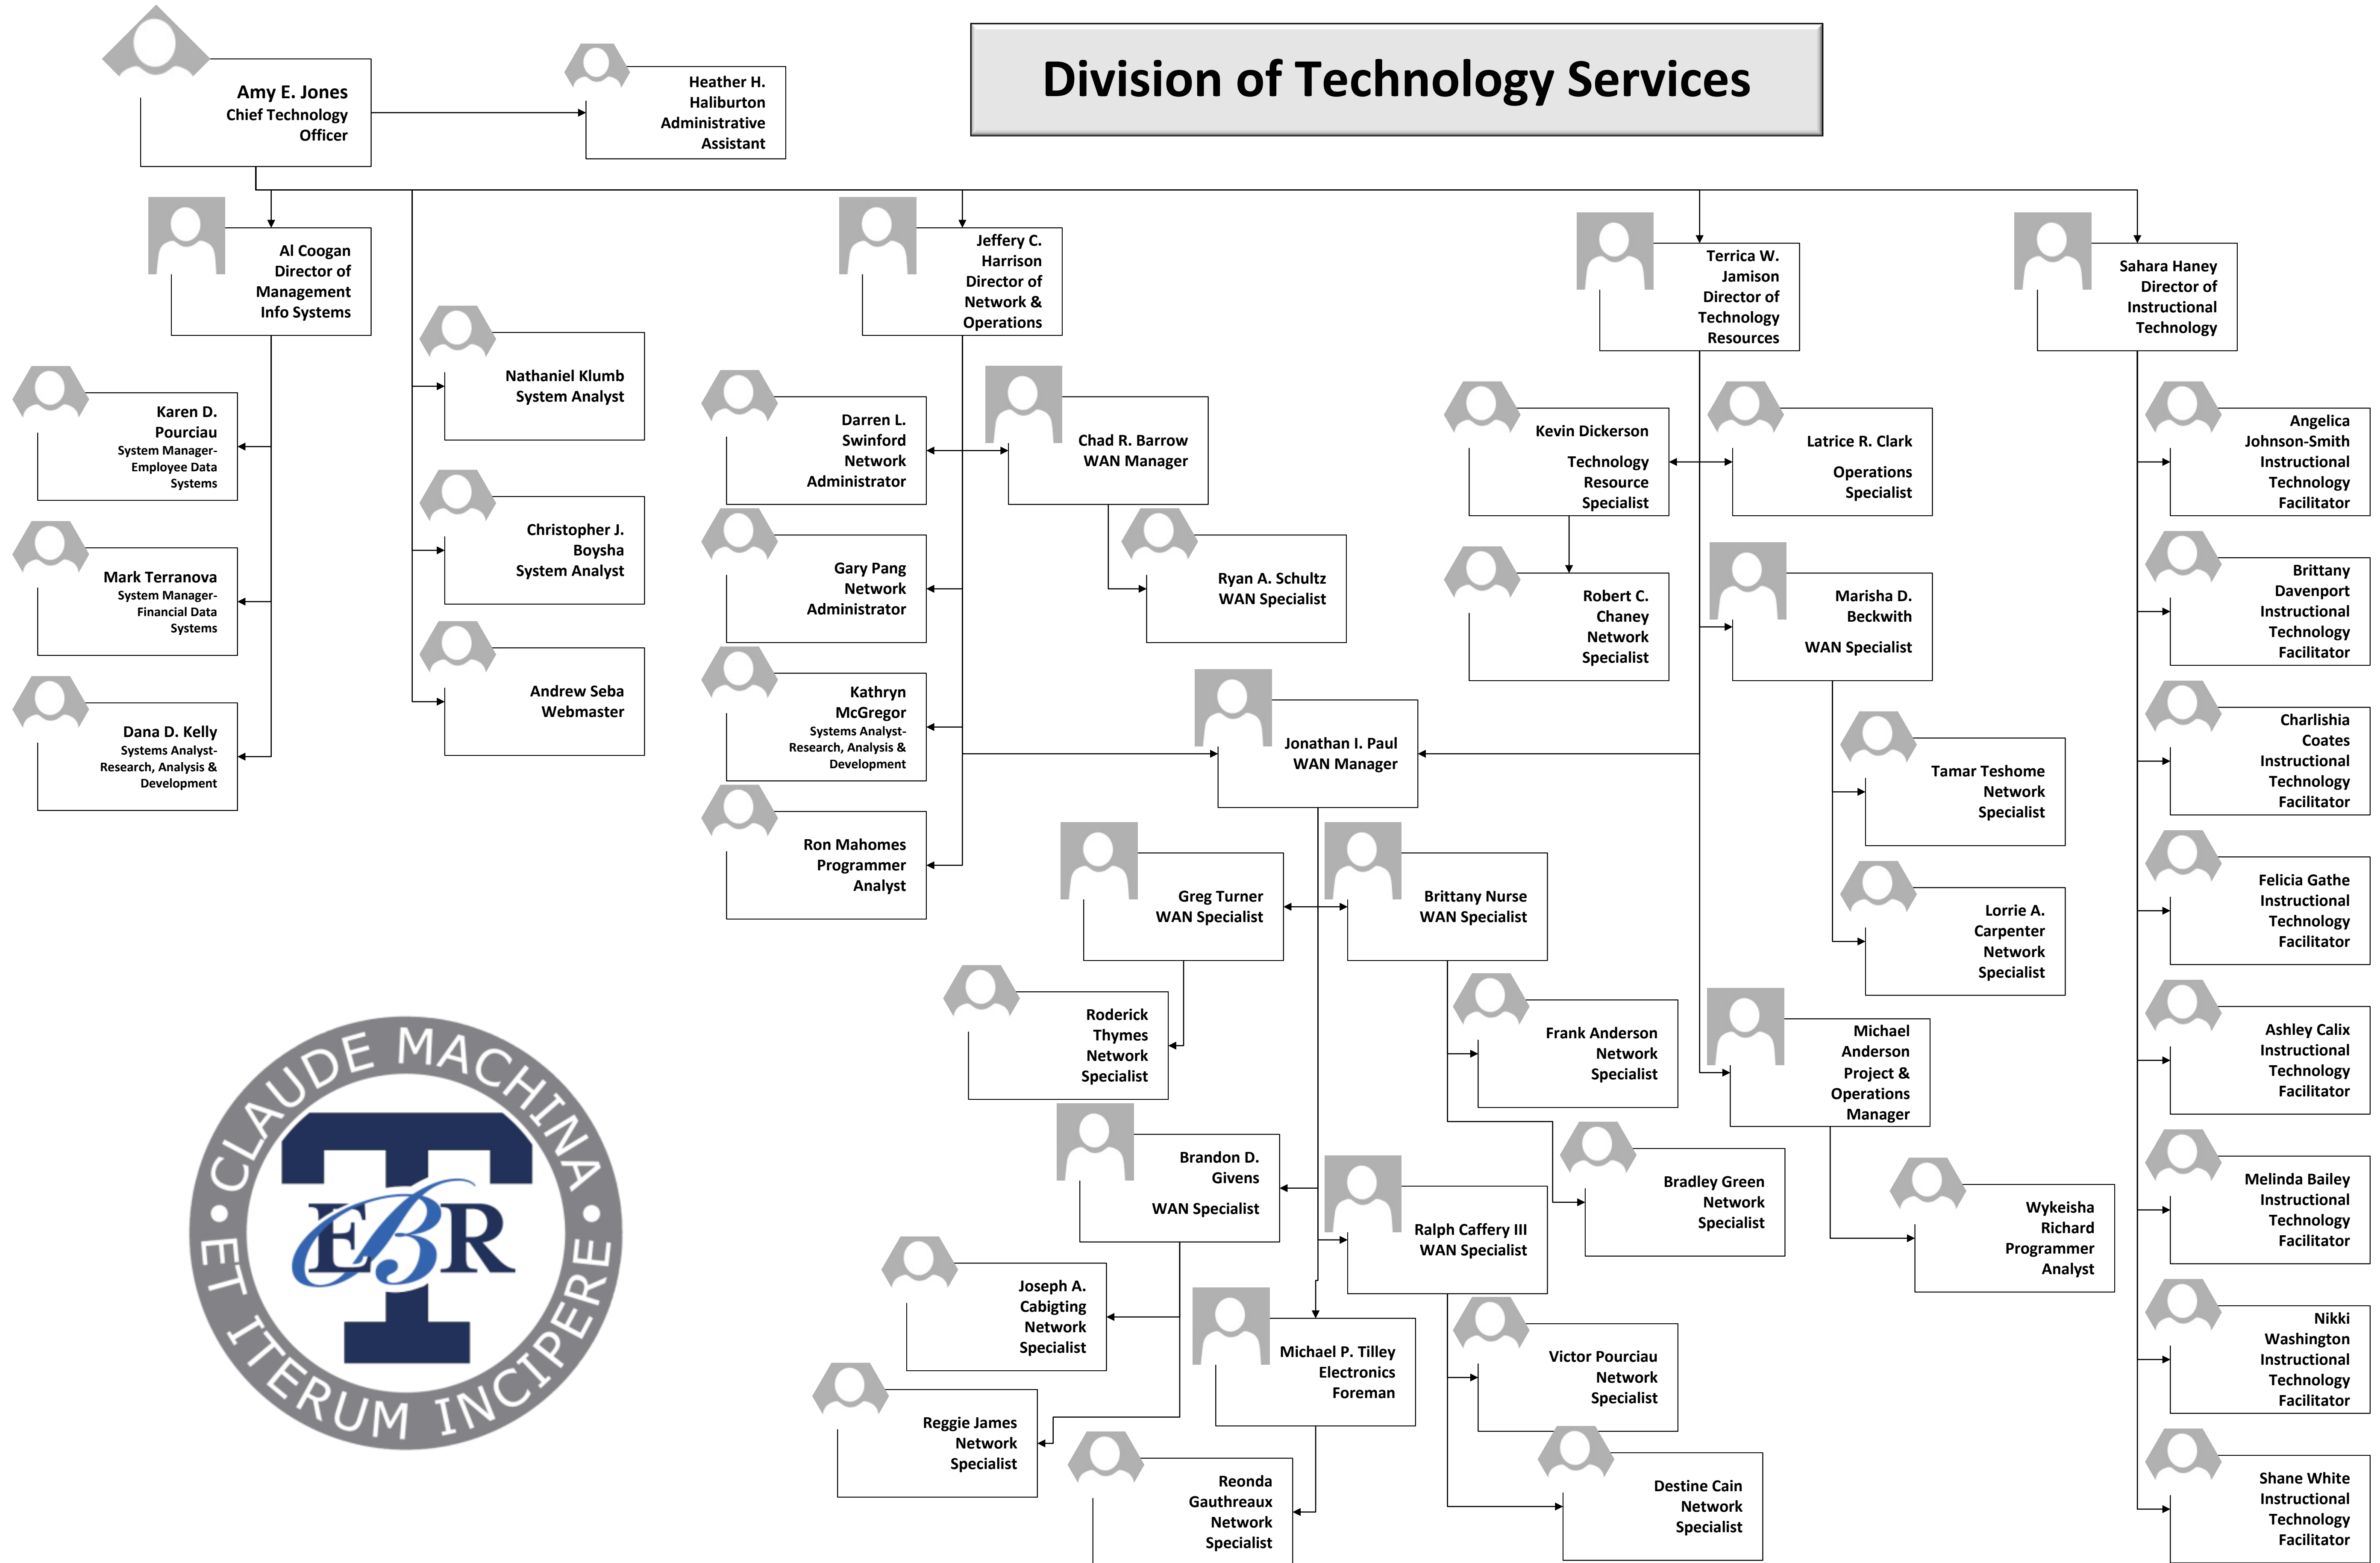 Division of Technology Services
Amy E. Jones
Chief Technology
Officer
Heather H.
Haliburton
Administrative
Assistant
Al Coogan
Director of
Management
Info Systems
Karen D.
Pourciau
System Manager-
Employee Data
Systems
Mark Terranova
System Manager-
Financial Data
Systems
Dana D. Kelly
Systems Analyst-
Research, Analysis &
Development
Nathaniel Klumb
System Analyst
Christopher J.
Boysha
System Analyst
Andrew Seba
Webmaster
Jeffery C.
Harrison
Director of
Network &
Operations
Darren L.
Swinford
Network
Administrator
Chad R. Barrow
WAN Manager
Gary Pang
Network
Administrator
Ryan A. Schultz
WAN Specialist
Kathryn
McGregor
Systems Analyst-
Research, Analysis &
Development
Ron Mahomes
Programmer
Analyst
Jonathan I. Paul
WAN Manager
Greg Turner
WAN Specialist
Brittany Nurse
WAN Specialist
Roderick
Thymes
Network
Specialist
Frank Anderson
Network
Specialist
Bradley Green
Network
Specialist
Brandon D.
Givens
WAN Specialist
Ralph Caffery III
WAN Specialist
Joseph A.
Cabigting
Network
Specialist
Reggie James
Network
Specialist
Michael P. Tilley
Electronics
Foreman
Reonda
Gauthreaux
Network
Specialist
Victor Pourciau
Network
Specialist
Destine Cain
Network
Specialist
Terrica W.
Jamison
Director of
Technology
Resources
Kevin Dickerson
Technology
Resource
Specialist
Latrice R. Clark
Operations
Specialist
Robert C.
Chaney
Network
Specialist
Marisha D.
Beckwith
WAN Specialist
Tamar Teshome
Network
Specialist
Lorrie A.
Carpenter
Network
Specialist
Michael
Anderson
Project &
Operations
Manager
Wykeisha
Richard
Programmer
Analyst
Sahara Haney
Director of
Instructional
Technology
Angelica
Johnson-Smith
Instructional
Technology
Facilitator
Brittany
Davenport
Instructional
Technology
Facilitator
Charlishia
Coates
Instructional
Technology
Facilitator
Felicia Gathe
Instructional
Technology
Facilitator
Ashley Calix
Instructional
Technology
Facilitator
Melinda Bailey
Instructional
Technology
Facilitator
Nikki
Washington
Instructional
Technology
Facilitator
Shane White
Instructional
Technology
Facilitator
CLAUDE MACHINA
ET ITERUM INCIPERE
T
EBR